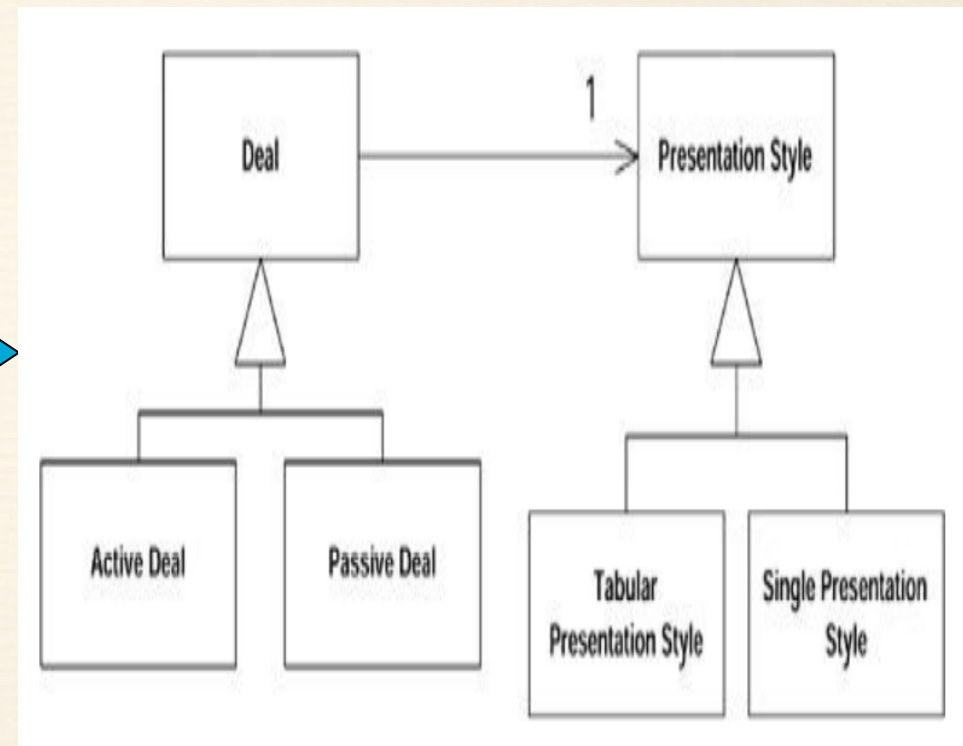 1
Deal
Presentation Style
Active Deal
Passive Deal
Tabular
Presentation Style
Single Presentation
Style